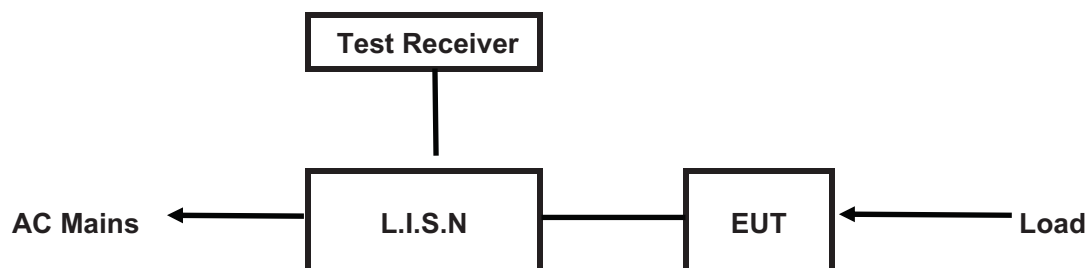 Test Receiver
AC Mains
L.I.S.N
EUT
Load